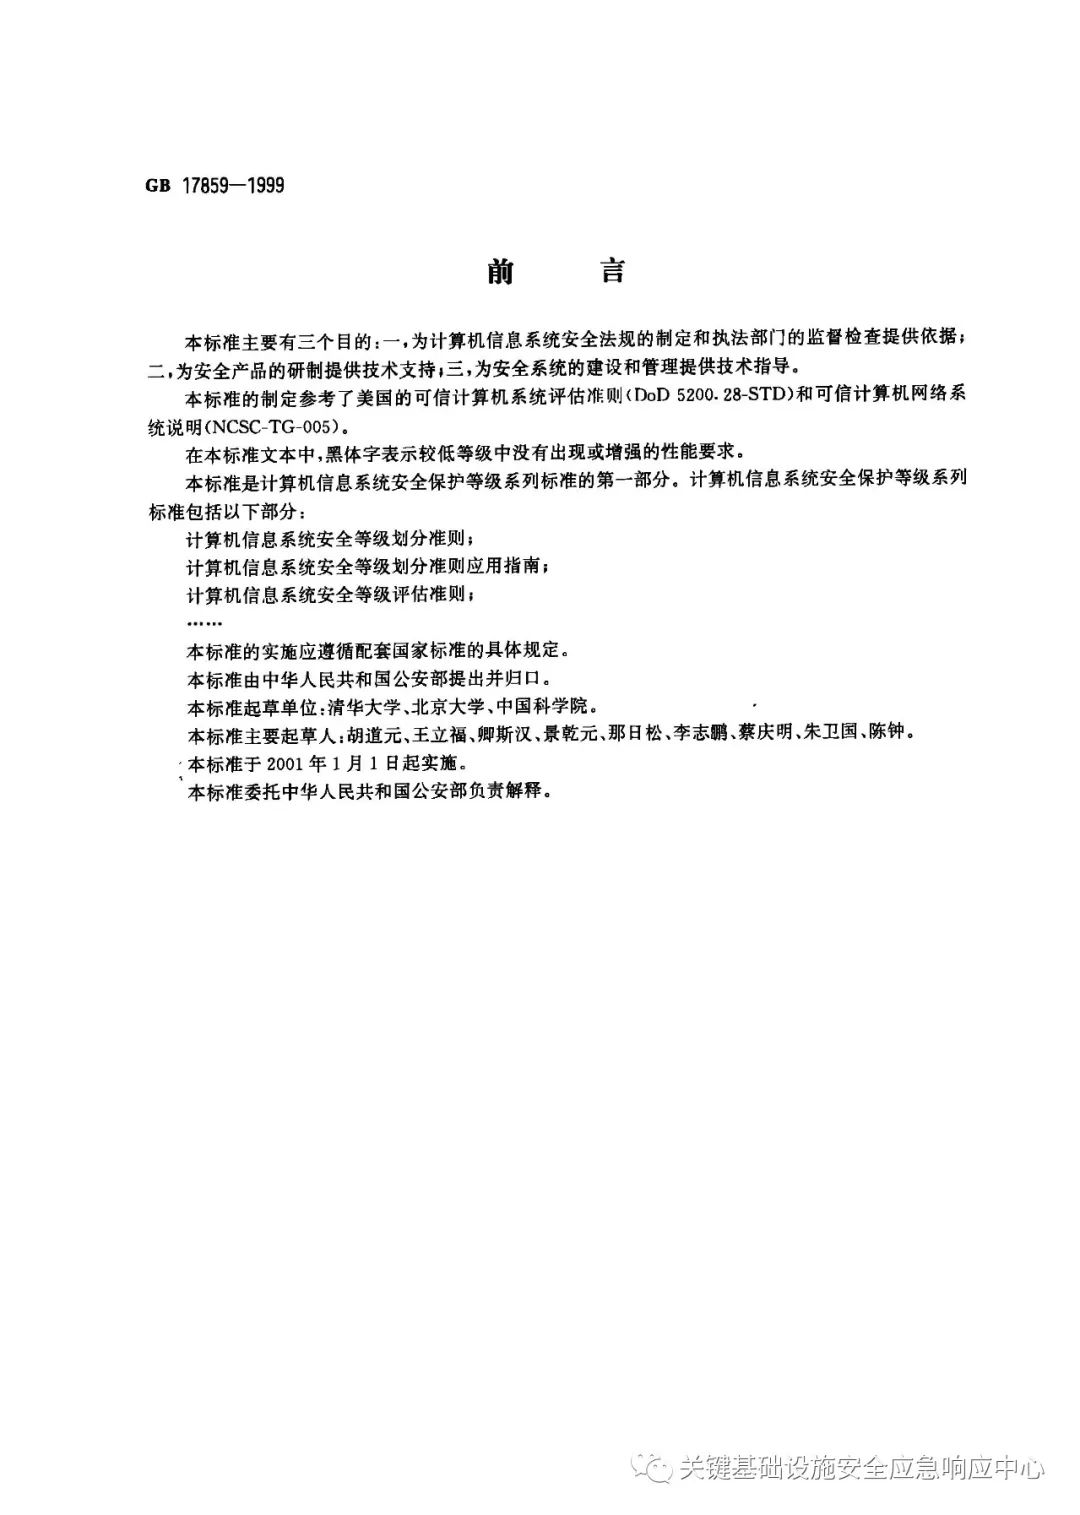 GB 17859—1999
前 言
本标准主要有三个目的:一,为计算机信息系统安全法规的制定和执法部门的监督检查提供依据;
二,为安全产品的研制提供技术支持;三,为安全系统的建设和管理提供技术指导。
本标准的制定参考了美国的可信计算机系统评估准则(DoD 5200.28-STD)和可信计算机网络系
统说明(NCSC-TG-005)。
在本标准文本中,黑体字表示较低等级中没有出现或增强的性能要求。
本标准是计算机信息系统安全保护等级系列标准的第一部分。计算机信息系统安全保护等级系列
标准包括以下部分:
计算机信息系统安全等级划分准则;
计算机信息系统安全等级划分准则应用指南;
计算机信息系统安全等级评估准则;
……
本标准的实施应遵循配套国家标准的具体规定。
本标准由中华人民共和国公安部提出并归口。
本标准起草单位:清华大学、北京大学、中国科学院。
本标准主要起草人:胡道元、王立福、卿斯汉、景乾元、那日松、李志鹏、蔡庆明、朱卫国、陈钟。
本标准于 2001 年 1 月 1 日起实施。
本标准委托中华人民共和国公安部负责解释。
关键基础设施安全应急响应中心